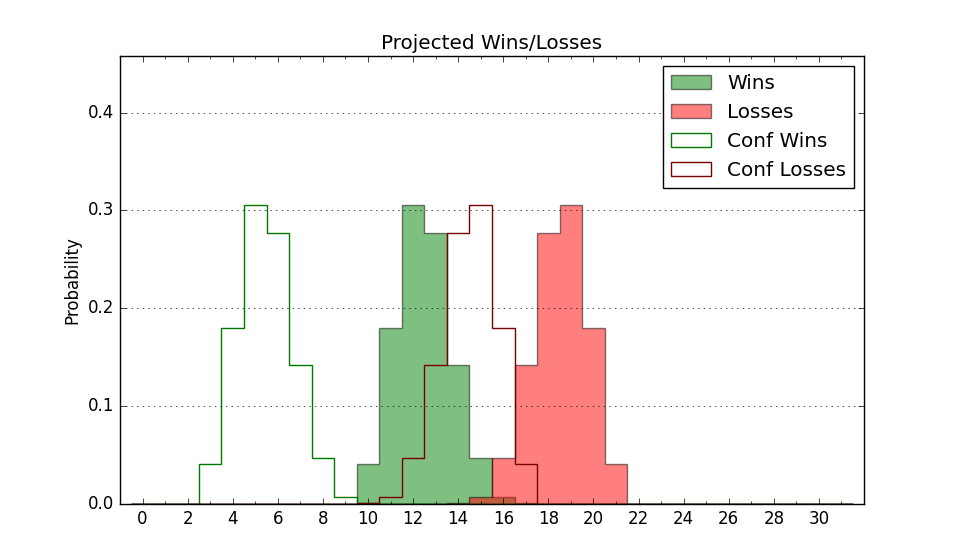 Projected Wins/Losses
Wins
Losses
Conf Wins
Conf Losses
Probability
0.4
0.3
0.2
0.1
0.0
0 2 4 6 8 10 12 14 16 18 20 22 24 26 28 30